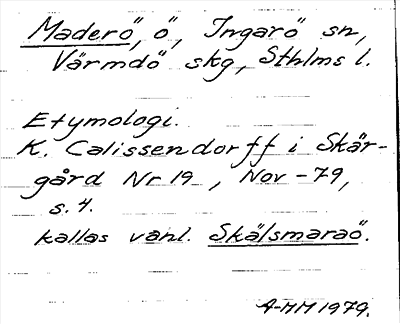 Maderö, ö, Ingarö sn,
Värmdö skg, Sthlms l.
Etymologi.
K. Calissendorff i Skär-
gård Nr 19, Nov -79,
s. 4.
kallas vanl. Skälsmaraö.
A-MM 1979.